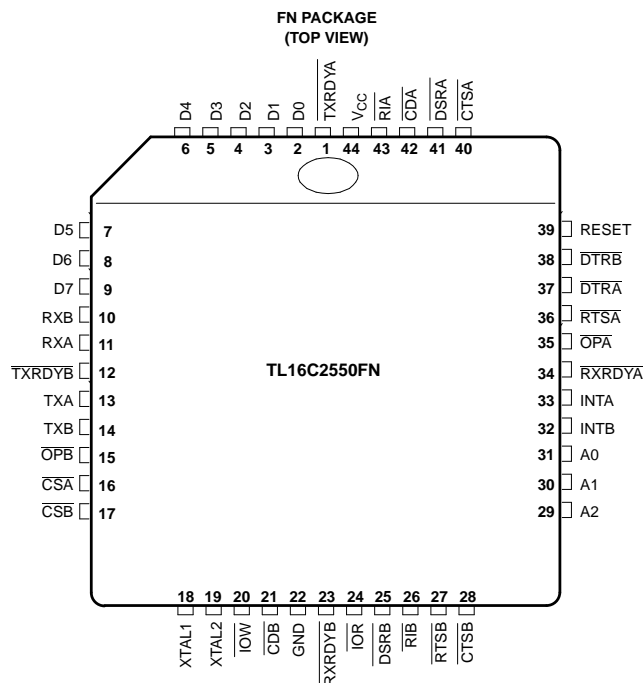 FN PACKAGE
(TOP VIEW)
D4
D3
D2
D1
D0
TXRDYA
VCC
RIA
CDA
DSRA
CTSA
6
5
4
3
2
1
44
43
42
41
40
D5 7
D6 8
D7 9
RXB 10
RXA 11
TXRDYB 12
TXA 13
TXB 14
OPB 15
CSA 16
CSB 17
TL16C2550FN
39 RESET
38 DTRB
37 DTRA
36 RTSA
35 OPA
34 RXRDYA
33 INTA
32 INTB
31 A0
30 A1
29 A2
18
19
20
21
22
23
24
25
26
27
28
XTAL1
XTAL2
IOW
CDB
GND
RXRDYB
IOR
DSRB
RIB
RTSB
CTSB